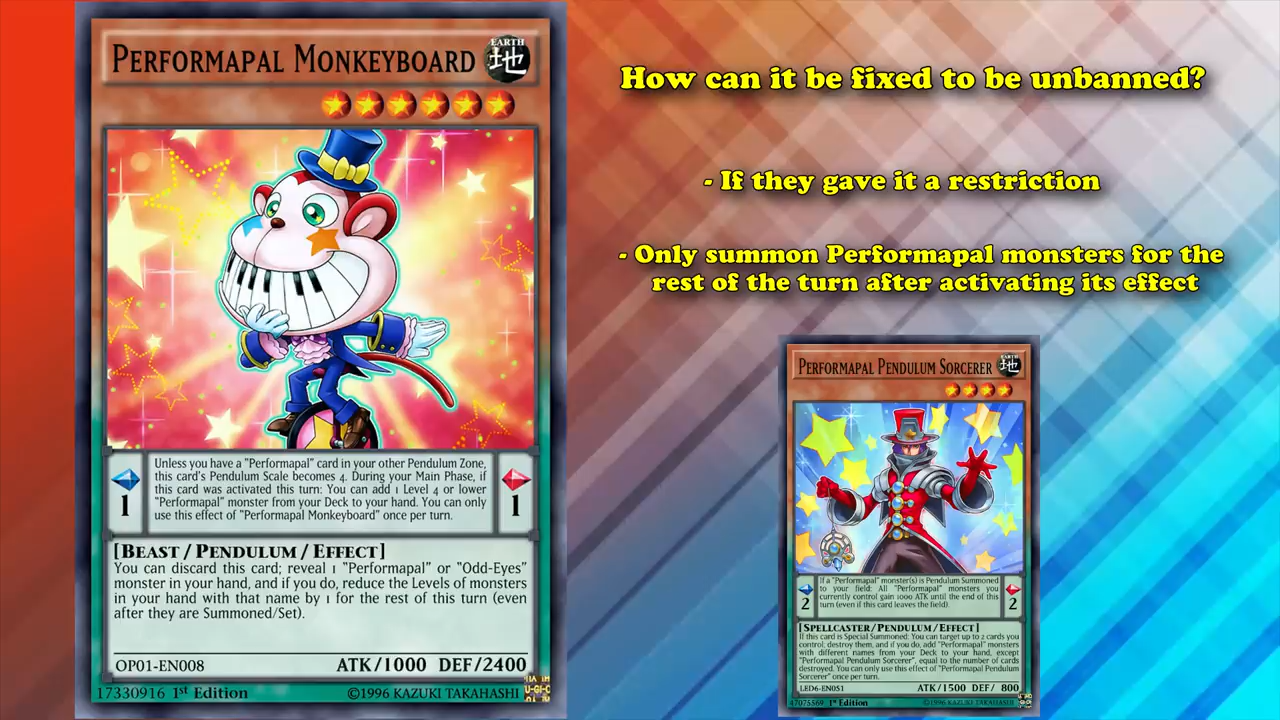 PERFORMAPAL MONKEYBOARD
EARTH
地
Unless you have a "Performapal" card in your other Pendulum Zone,
this card's Pendulum Scale becomes 4. During your Main Phase, if
this card was activated this turn: You can add 1 Level 4 or lower
"Performapal" monster from your Deck to your hand. You can only
use this effect of "Performapal Monkeyboard" once per turn.
1
1
[BEAST / PENDULUM / EFFECT]
You can discard this card; reveal 1 "Performapal" or "Odd-Eyes"
monster in your hand, and if you do, reduce the Levels of monsters
in your hand with that name by 1 for the rest of this turn (even
after they are Summoned/Set).
OP01-EN008
ATK/1000 DEF/2400
17330916 1st Edition
©1996 KAZUKI TAKAHASHI
How can it be fixed to be unbanned?
- If they gave it a restriction
- Only summon Performapal monsters for the
rest of the turn after activating its effect
PERFORMAPAL PENDULUM SORCERER
EARTH
地
If a "Performapal" monster(s) is Pendulum Summoned
to your field: All "Performapal" monsters you
currently control gain 1000 ATK until the end of this
turn (even if this card leaves the field).
2
2
[SPELLCASTER/PENDULUM/EFFECT]
If this card is Special Summoned: You can target up to 2 cards you
control; destroy them, and if you do, add "Performapal" monsters
with different names from your Deck to your hand, except
"Performapal Pendulum Sorcerer", equal to the number of cards
destroyed. You can only use this effect of "Performapal Pendulum
Sorcerer" once per turn.
LED6-EN051
ATK/1500 DEF/ 800
47075569 1st Edition
©1996 KAZUKI TAKAHASHI